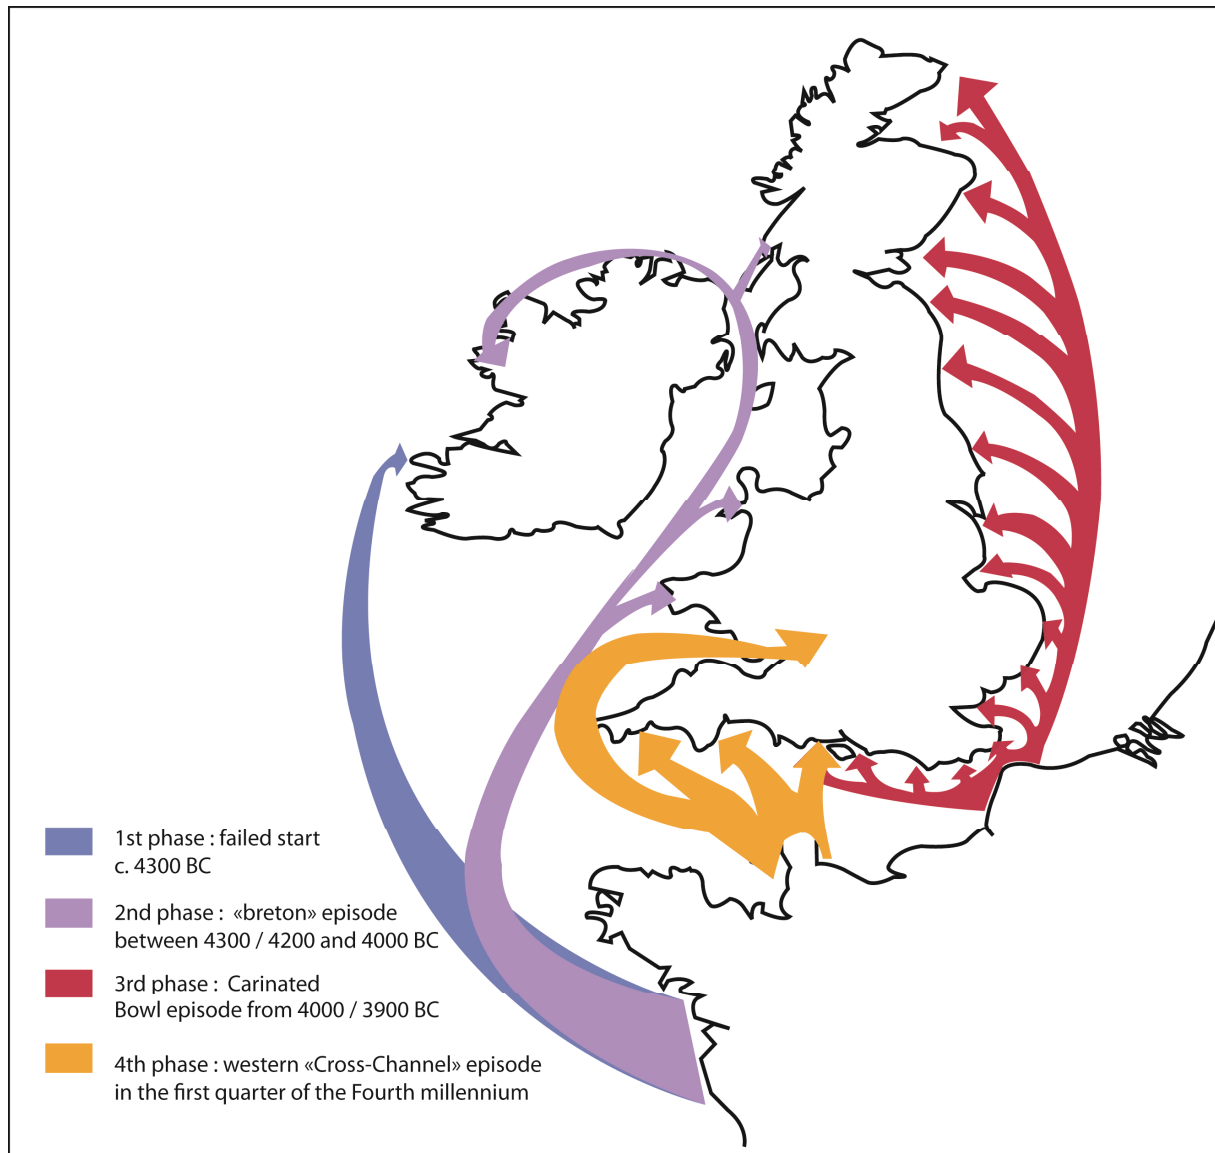 1st phase : failed start
c. 4300 BC
2nd phase :  «breton» episode
between 4300 / 4200 and 4000 BC
3rd phase :  Carinated
Bowl episode from 4000 / 3900 BC
4th phase : western «Cross-Channel» episode
in the first quarter of the Fourth millennium